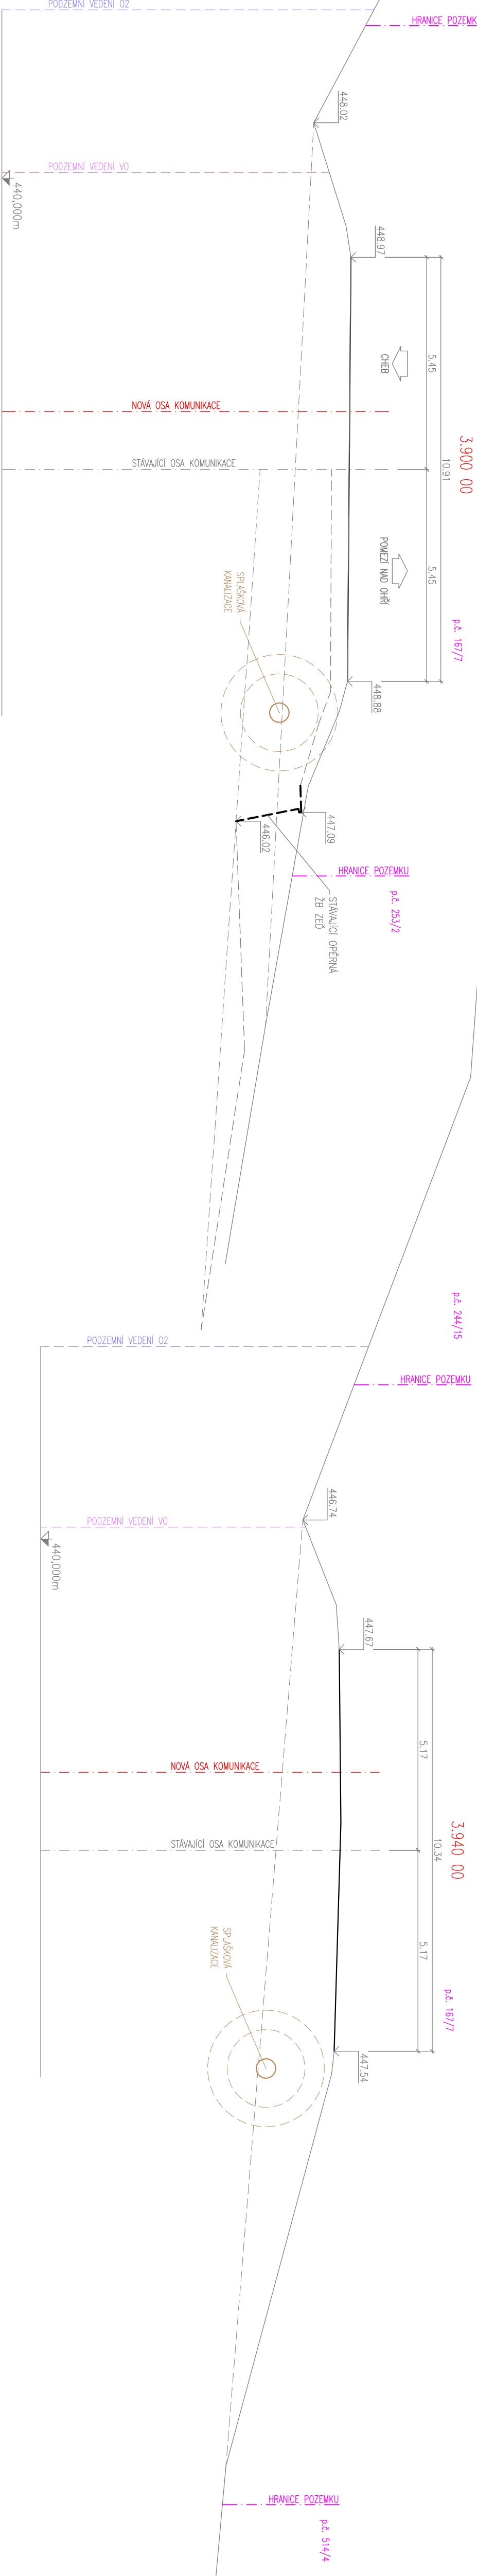 PODZEMNÍ VEDENÍ O2
HRANICE POZEMK
448.02
PODZEMNÍ VEDENÍ VO
440,000m
448.97
5.45
CHEB
NOVÁ OSA KOMUNIKACE
3.900 00
STÁVAJÍCÍ OSA KOMUNIKACE
10.91
5.45
POMEZÍ NAD OHŘÍ
SPLAŠKOVÁ
KANALIZACE
p.č. 167/7
448.88
447.09
446.02
HRANICE POZEMKU
p.č. 253/2
STÁVAJÍCÍ OPĚRNÁ
ŽB ZEĎ
p.č. 244/15
PODZEMNÍ VEDENÍ O2
HRANICE POZEMKU
446.74
PODZEMNÍ VEDENÍ VO
440,000m
447.67
5.17
NOVÁ OSA KOMUNIKACE
3.940 00
STÁVAJÍCÍ OSA KOMUNIKACE
10.34
5.17
SPLAŠKOVÁ
KANALIZACE
p.č. 167/7
447.54
HRANICE POZEMKU
p.č. 514/4